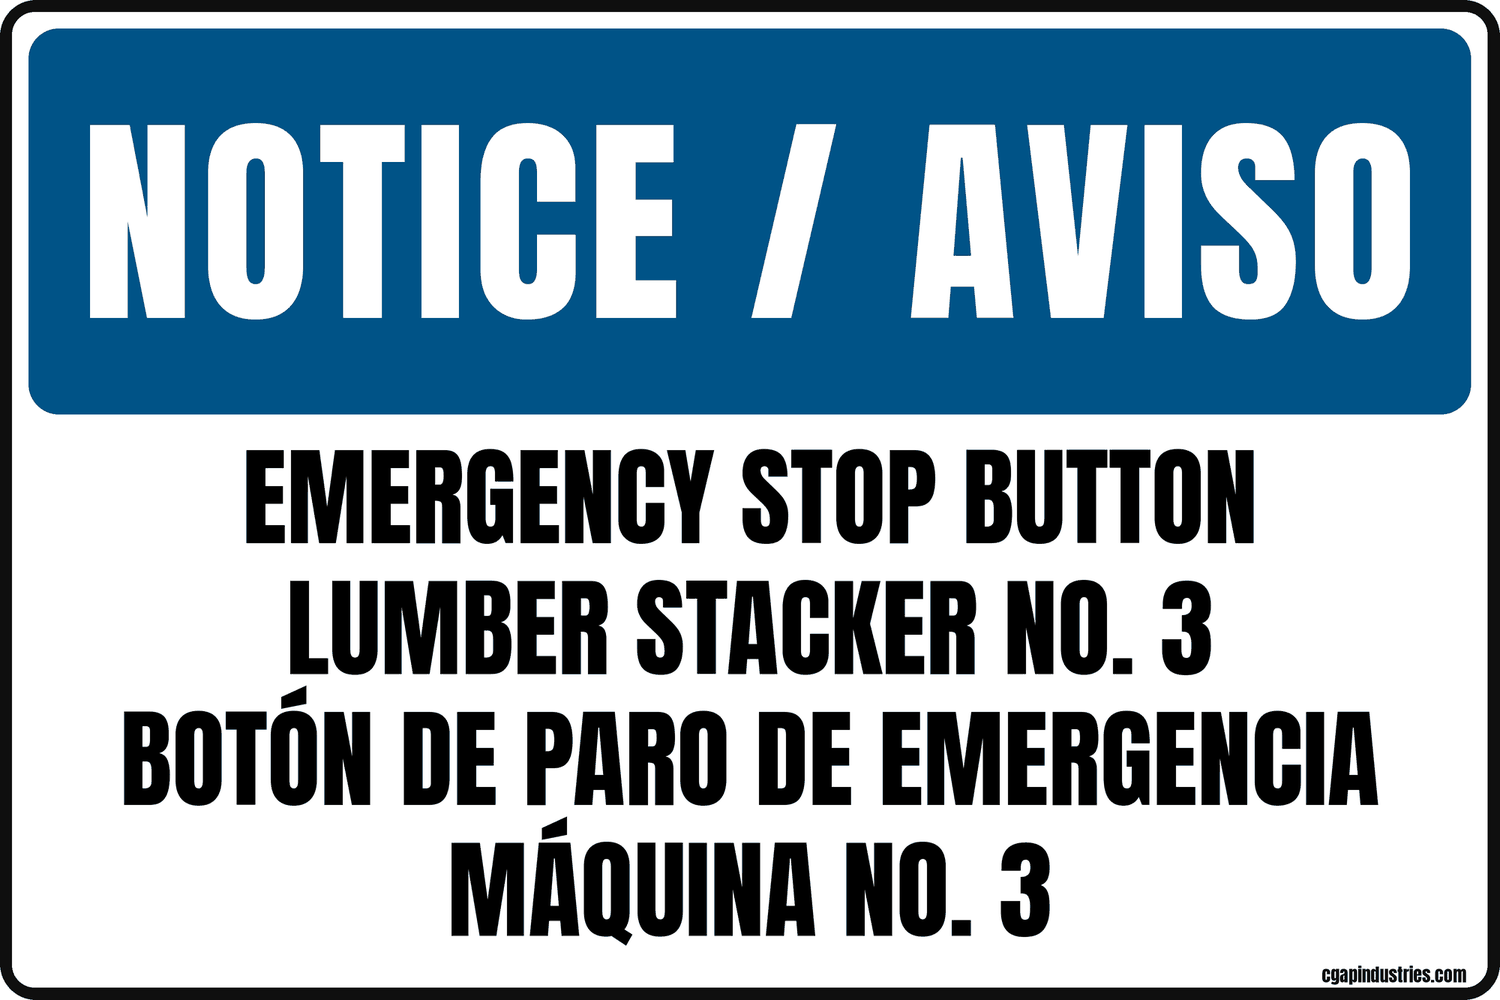 NOTICE / AVISO
EMERGENCY STOP BUTTON
LUMBER STACKER NO. 3
BOTÓN DE PARO DE EMERGENCIA
MÁQUINA NO. 3
cgapindustries.com